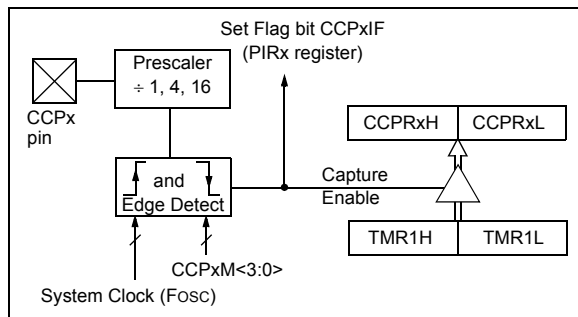 Set Flag bit CCPxIF
(PIRx register)
Prescaler
÷ 1, 4, 16
CCPx
pin
CCPRxH
CCPRxL
and
Edge Detect
Capture
Enable
TMR1H
TMR1L
CCPxM<3:0>
System Clock (FOSC)